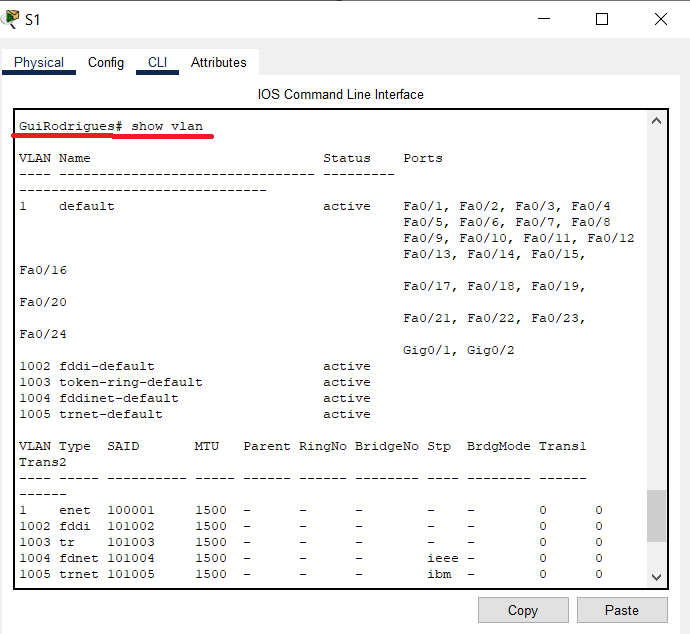 S1
Physical Config CLI Attributes
IOS Command Line Interface
GuiRodrigues# show vlan
VLAN Name                             Status    Ports
---- -------------------------------- ---------
-------------------------------
1    default                          active    Fa0/1, Fa0/2, Fa0/3, Fa0/4
                                                Fa0/5, Fa0/6, Fa0/7, Fa0/8
                                                Fa0/9, Fa0/10, Fa0/11, Fa0/12
                                                Fa0/13, Fa0/14, Fa0/15,
Fa0/16
                                                Fa0/17, Fa0/18, Fa0/19,
Fa0/20
                                                Fa0/21, Fa0/22, Fa0/23,
Fa0/24
                                                Gig0/1, Gig0/2
1002 fddi-default                     active
1003 token-ring-default               active
1004 fddinet-default                  active
1005 trnet-default                    active
VLAN Type  SAID       MTU   Parent RingNo BridgeNo Stp  BrdgMode Trans1
Trans2
---- ----- ---------- ----- ------ ------ -------- ---- -------- ------
------
1    enet  100001     1500  -      -      -        -    -        0      0
1002 fddi  101002     1500  -      -      -        -    -        0      0
1003 tr    101003     1500  -      -      -        -    -        0      0
1004 fdnet 101004     1500  -      -      -        ieee -        0      0
1005 trnet 101005     1500  -      -      -        ibm  -        0      0
Copy Paste